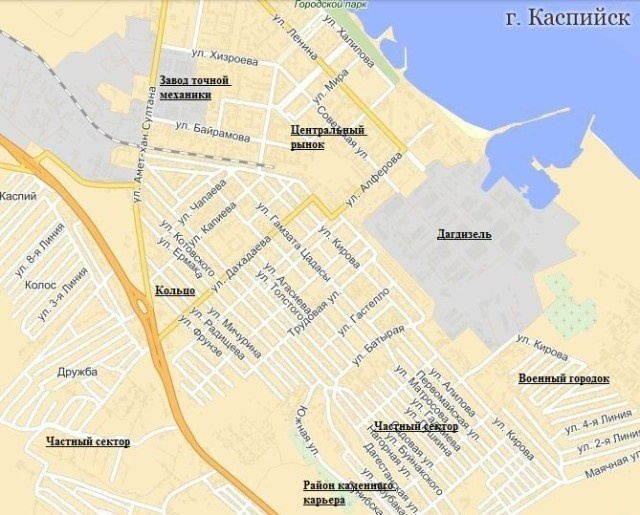 Городской парк
г. Каспийск
ул. Ленина
ул. Халилова
ул. Хизроева
ул. Мира
Завод точной
механики
ул. Амет-хан Султана
Советская ул.
ул. Байрамова
Центральный
рынок
ул. Алферова
Каспий
ул. Чапаева
ул. Капиева
ул. Гамзата Цадасы
ул. Кирова
Дагдизель
ул. 8-я Линия
ул. Котовского
ул. Ермака
ул. Дахадаева
Колос
ул. 3-я Линия
Кольцо
ул. Агасиева
ул. Толстого
Трудовая ул.
ул. Гастелло
ул. Мичурина
ул. Радищева
ул. Фрунзе
ул. Батырая
ул. Кирова
Дружба
Военный городок
ул. Апилова
Первомайская ул.
ул. Матросова
Южная ул.
Частный сектор
ул. Кирова
ул. 4-я Линия
Частный сектор
ул. 2-я Линия
ул. Буйнакского
Нагорная ул.
Маячная ул.
Район каменного
карьера